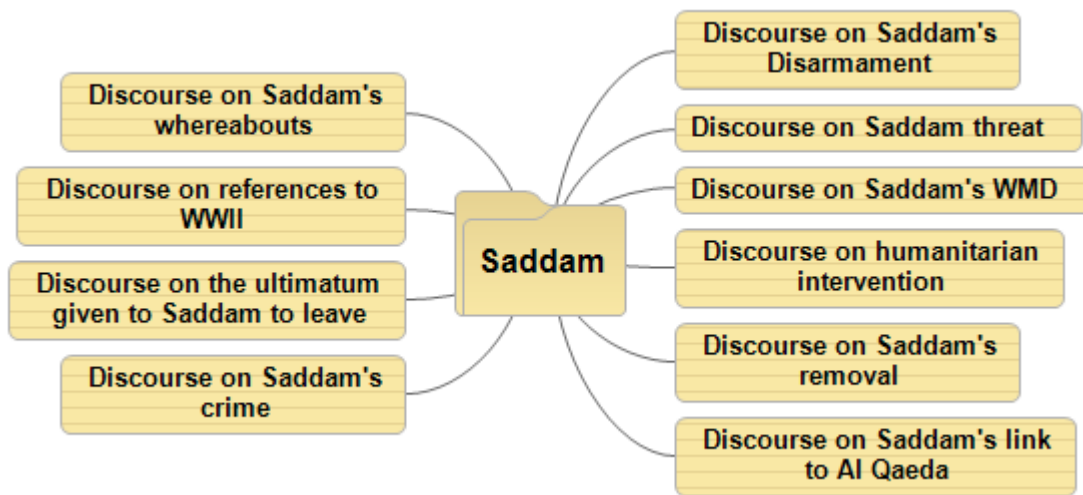 Discourse on Saddam's
whereabouts
Discourse on references to
WWII
Discourse on the ultimatum
given to Saddam to leave
Discourse on Saddam's
crime
Saddam
Discourse on Saddam's
Disarmament
Discourse on Saddam threat
Discourse on Saddam's WMD
Discourse on humanitarian
intervention
Discourse on Saddam's
removal
Discourse on Saddam's link
to Al Qaeda